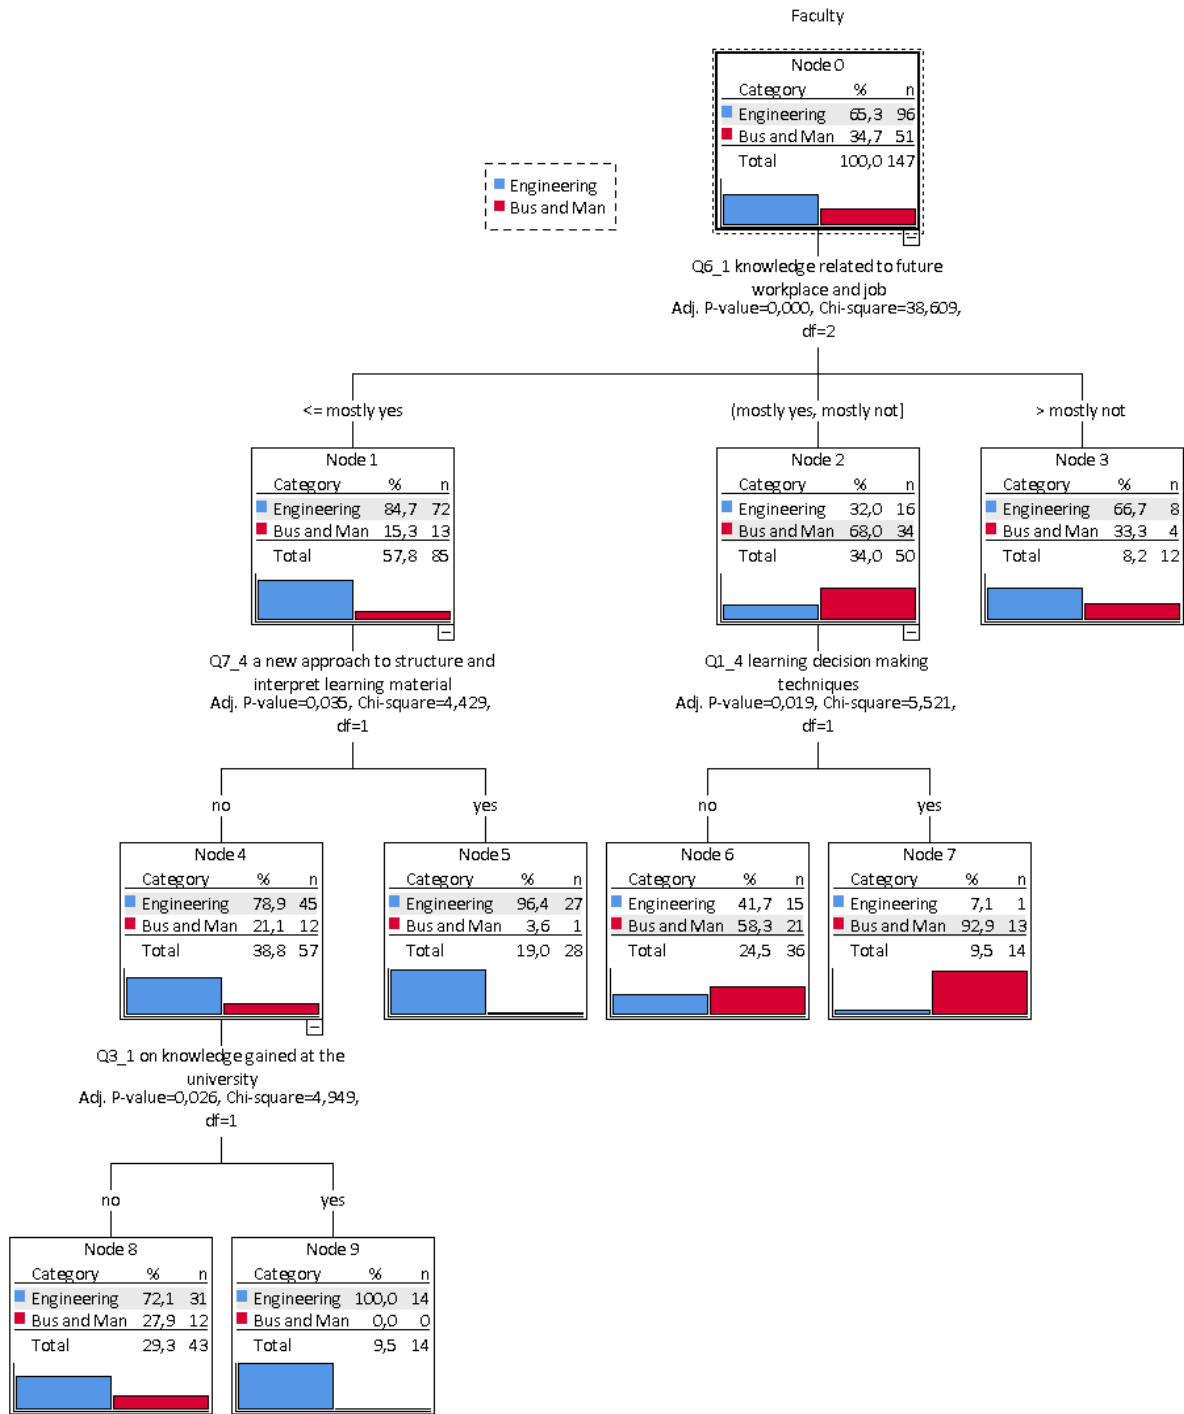 Faculty
Node 0
Category % n
Engineering 65,3 96
Bus and Man 34,7 51
Total 100,0 147
Engineering
Bus and Man
Q6_1 knowledge related to future
workplace and job
Adj. P-value=0,000, Chi-square=38,609,
df=2
<= mostly yes
(mostly yes, mostly not]
> mostly not
Node 1
Category % n
Engineering 84,7 72
Bus and Man 15,3 13
Total 57,8 85
Node 2
Category % n
Engineering 32,0 16
Bus and Man 68,0 34
Total 34,0 50
Node 3
Category % n
Engineering 66,7 8
Bus and Man 33,3 4
Total 8,2 12
Q7_4 a new approach to structure and
interpret learning material
Adj. P-value=0,035, Chi-square=4,429,
df=1
Q1_4 learning decision making
techniques
Adj. P-value=0,019, Chi-square=5,521,
df=1
no
yes
no
yes
Node 4
Category % n
Engineering 78,9 45
Bus and Man 21,1 12
Total 38,8 57
Node 5
Category % n
Engineering 96,4 27
Bus and Man 3,6 1
Total 19,0 28
Node 6
Category % n
Engineering 41,7 15
Bus and Man 58,3 21
Total 24,5 36
Node 7
Category % n
Engineering 7,1 1
Bus and Man 92,9 13
Total 9,5 14
Q3_1 on knowledge gained at the
university
Adj. P-value=0,026, Chi-square=4,949,
df=1
no
yes
Node 8
Category % n
Engineering 72,1 31
Bus and Man 27,9 12
Total 29,3 43
Node 9
Category % n
Engineering 100,0 14
Bus and Man 0,0 0
Total 9,5 14